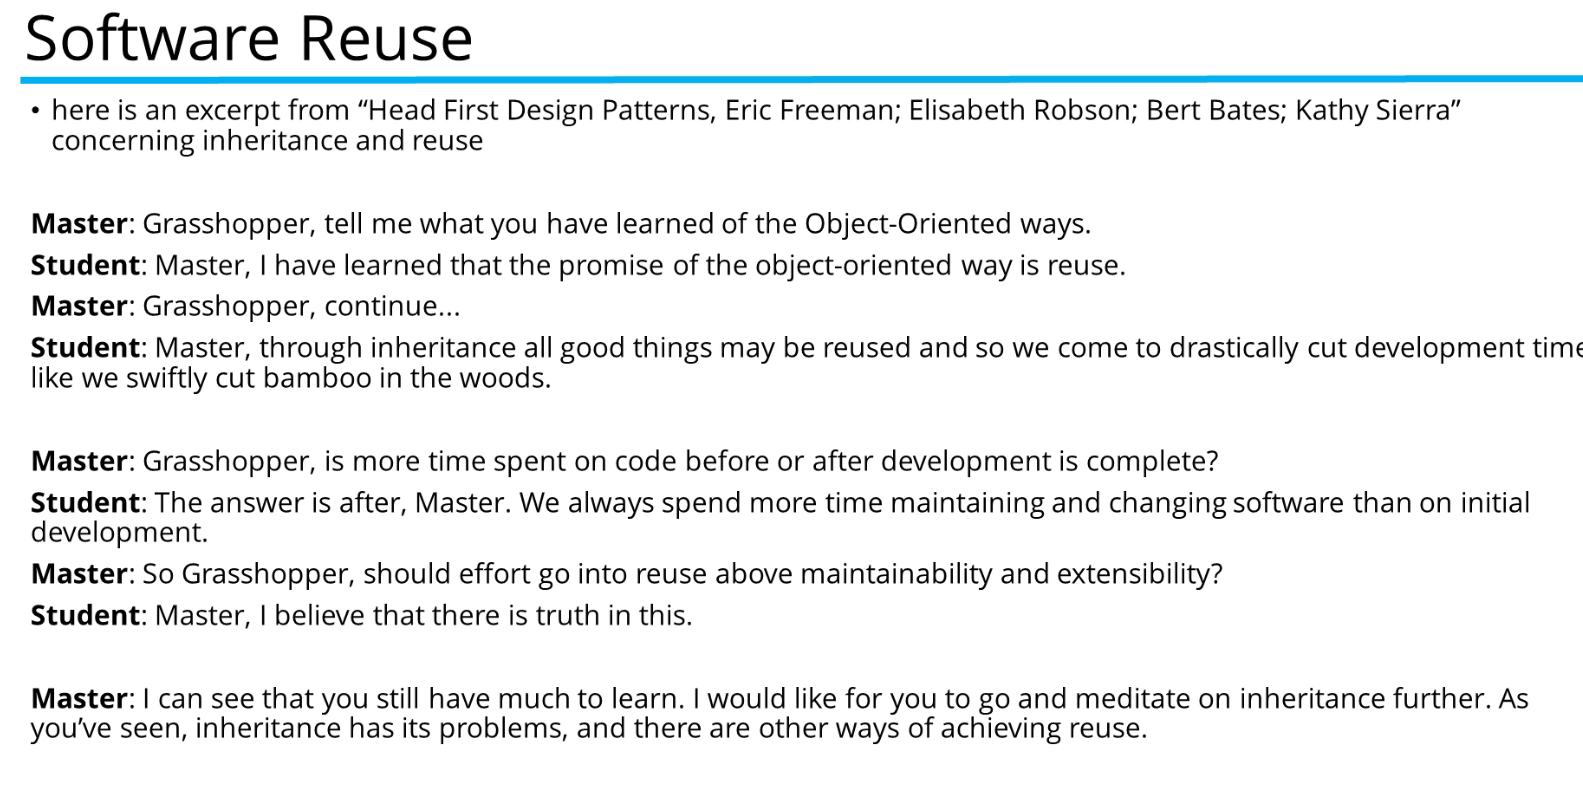 Software Reuse
• here is an excerpt from “Head First Design Patterns, Eric Freeman; Elisabeth Robson; Bert Bates; Kathy Sierra”
concerning inheritance and reuse
Master: Grasshopper, tell me what you have learned of the Object-Oriented ways.
Student: Master, I have learned that the promise of the object-oriented way is reuse.
Master: Grasshopper, continue...
Student: Master, through inheritance all good things may be reused and so we come to drastically cut development time
like we swiftly cut bamboo in the woods.
Master: Grasshopper, is more time spent on code before or after development is complete?
Student: The answer is after, Master. We always spend more time maintaining and changing software than on initial
development.
Master: So Grasshopper, should effort go into reuse above maintainability and extensibility?
Student: Master, I believe that there is truth in this.
Master: I can see that you still have much to learn. I would like for you to go and meditate on inheritance further. As
you’ve seen, inheritance has its problems, and there are other ways of achieving reuse.